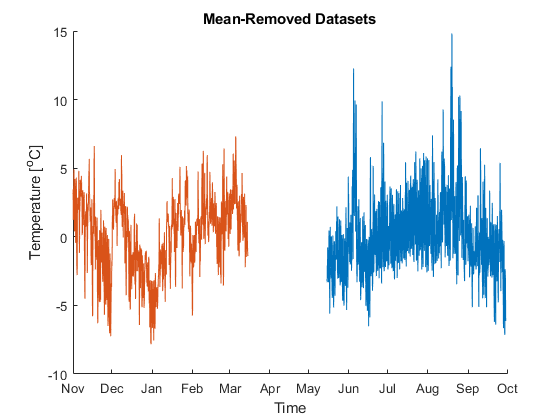 Mean-Removed Datasets
15
10
5
0
-5
-10
Temperature [°C]
Nov Dec Jan Feb Mar Apr May Jun Jul Aug Sep Oct
Time